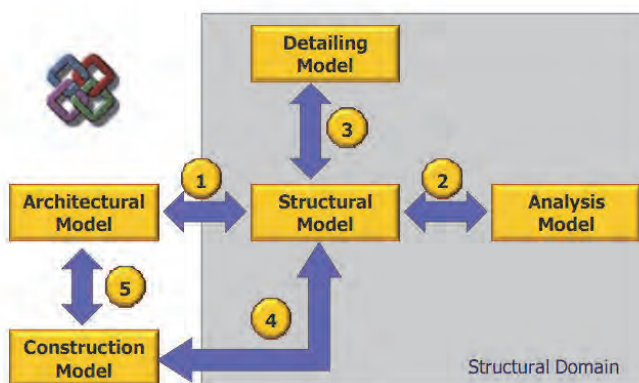 Detailing
Model
3
1
2
Architectural
Model
Structural
Model
Analysis
Model
5
4
Construction
Model
Structural Domain